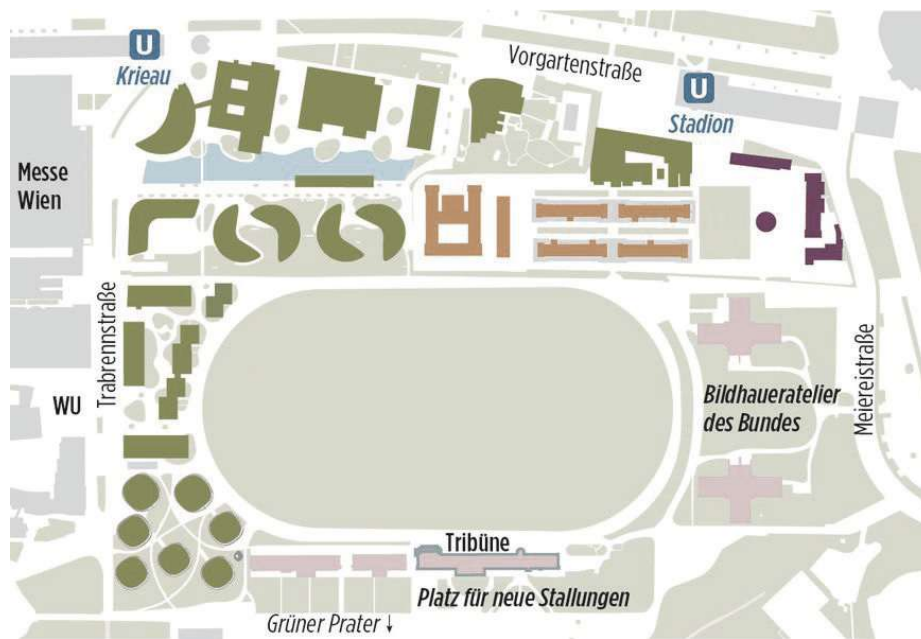 U
Krieau
Vorgartenstraße
U
Stadion
Messe
Wien
Trabrennstraße
WU
Bildhaueratelier
des Bundes
Meiereistraße
Tribüne
Platz für neue Stallungen
Grüner Prater ↓